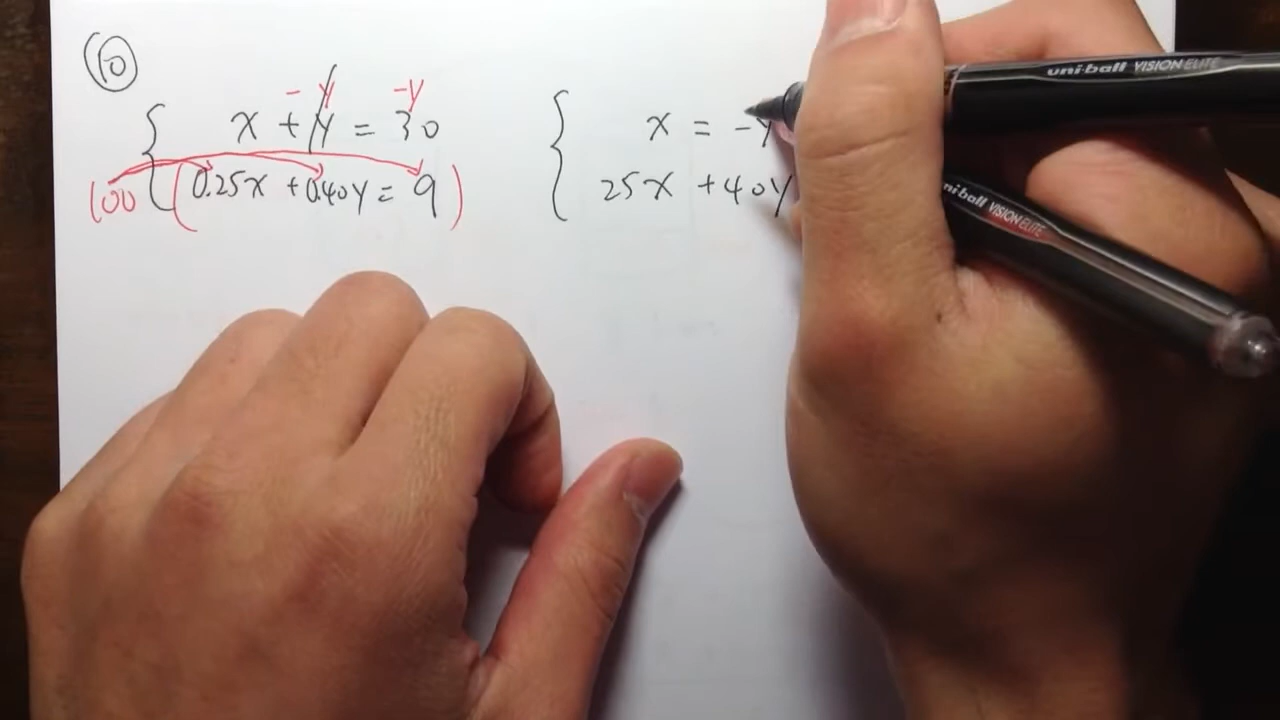 10
- y -y
x + y = 30
100 (0.25x + 0.40y = 9)
x = -y
25x + 40y
uni-ball VISION ELITE
uni-ball VISION ELITE